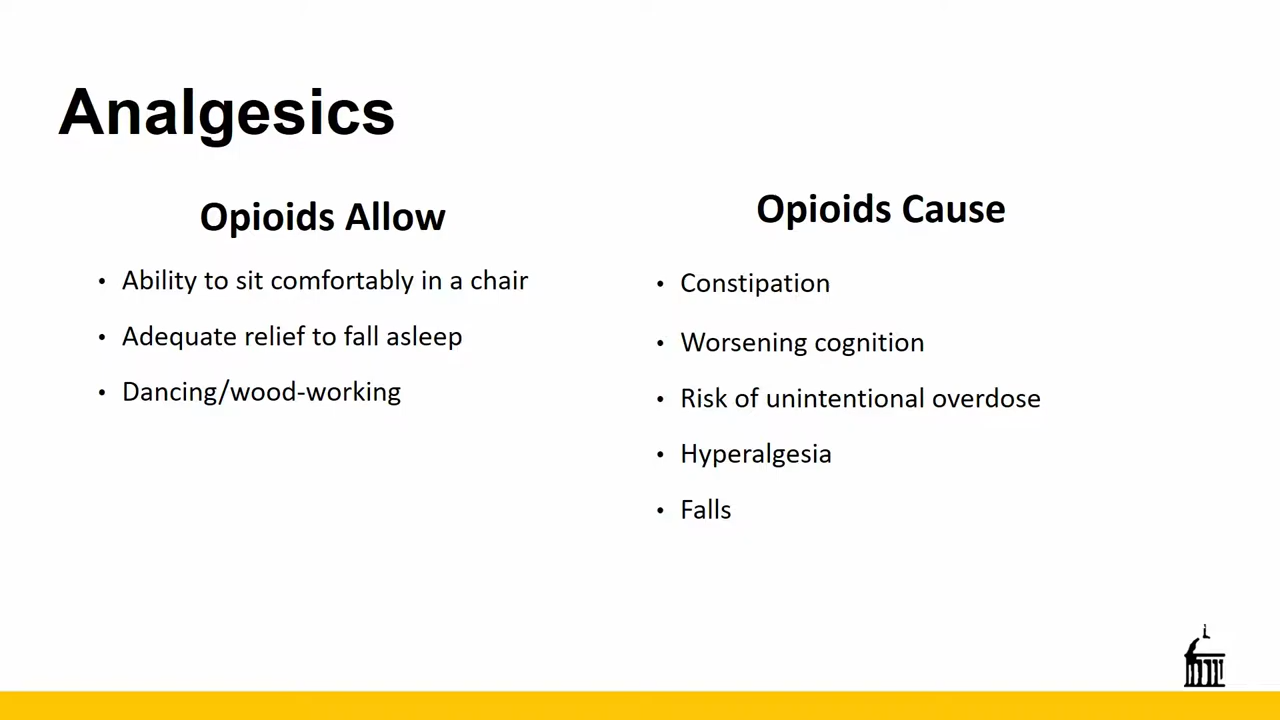 Analgesics
Opioids Allow
• Ability to sit comfortably in a chair
• Adequate relief to fall asleep
• Dancing/wood-working
Opioids Cause
• Constipation
• Worsening cognition
• Risk of unintentional overdose
• Hyperalgesia
• Falls